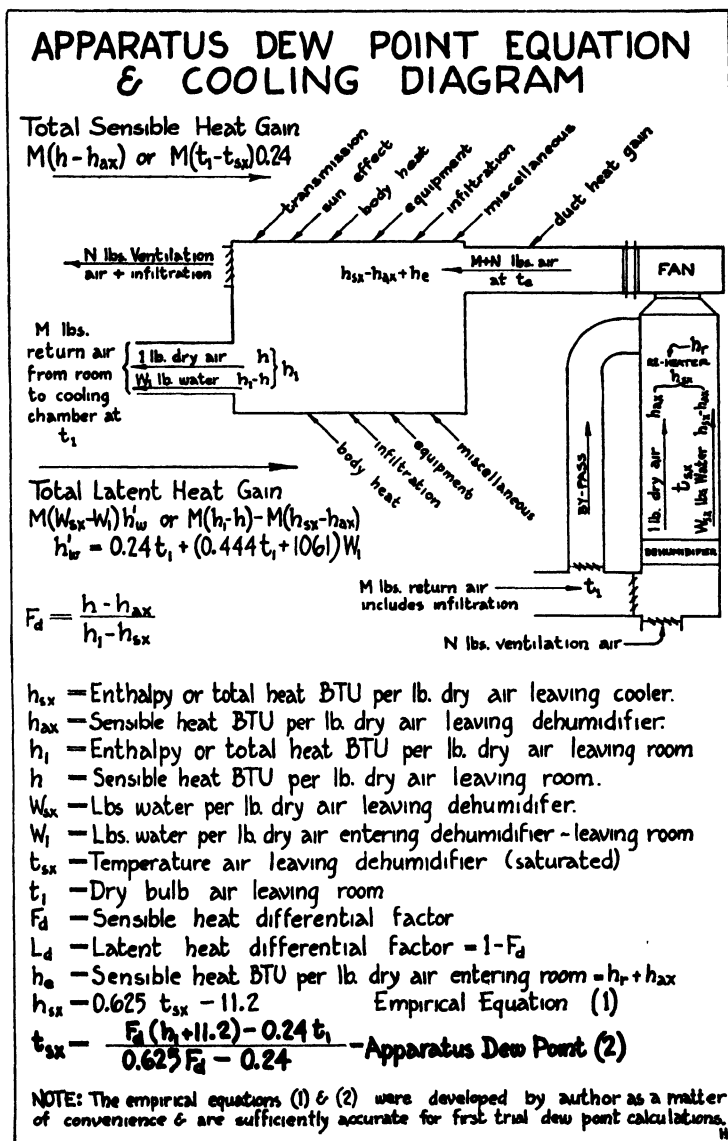 APPARATUS DEW POINT EQUATION
& COOLING DIAGRAM
Total Sensible Heat Gain
M(h-hax) or M(t₁-tsx)0.24
transmission
sun effect
body heat
equipment
infiltration
miscellaneous
duct heat gain
N lbs. Ventilation
air + infiltration
hsx-hax+he
M+N lbs. air
at te
FAN
M lbs.
return air
from room
to cooling
chamber at
t₁
1 lb. dry air h
W₁ lb water h₁-h
h₁
hr
RE-HEATER
hsx
hax
hsx-hax
1 lb. dry air
tsx
Wsx lbs Water
BY-PASS
DEHUMIDIFIER
body heat
infiltration
equipment
miscellaneous
Total Latent Heat Gain
M(Wsx-W₁)h'w or M(h₁-h)-M(hsx-hax)
h'w = 0.24t₁+(0.444t₁+1061)W₁
M lbs. return air
includes infiltration
t₁
N lbs. ventilation air
Fd = h-hax
h₁-hsx
hsx = Enthalpy or total heat BTU per lb. dry air leaving cooler.
hax = Sensible heat BTU per lb. dry air leaving dehumidifier.
h₁ = Enthalpy or total heat BTU per lb. dry air leaving room
h = Sensible heat BTU per lb. dry air leaving room.
Wsx – Lbs water per lb. dry air leaving dehumidifer.
W₁ – Lbs. water per lb. dry air entering dehumidifier - leaving room
tsx – Temperature air leaving dehumidifier (saturated)
t₁ – Dry bulb air leaving room
Fd – Sensible heat differential factor
Ld – Latent heat differential factor = 1-Fd
he – Sensible heat BTU per lb. dry air entering room = hr + hax
hsx – 0.625 tsx – 11.2 Empirical Equation (1)
tsx – Fd(h₁+11.2) – 0.24t₁
0.625Fd – 0.24
– Apparatus Dew Point (2)
NOTE: The empirical equations (1) & (2) were developed by author as a matter
of convenience & are sufficiently accurate for first trial dew point calculations.